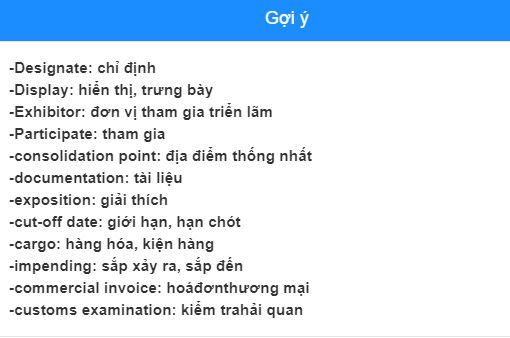 Gợi ý
-Designate: chỉ định
-Display: hiển thị, trưng bày
-Exhibitor: đơn vị tham gia triển lãm
-Participate: tham gia
-consolidation point: địa điểm thống nhất
-documentation: tài liệu
-exposition: giải thích
-cut-off date: giới hạn, hạn chót
-cargo: hàng hóa, kiện hàng
-impending: sắp xảy ra, sắp đến
-commercial invoice: hoáđơnthương mại
-customs examination: kiểm trahải quan